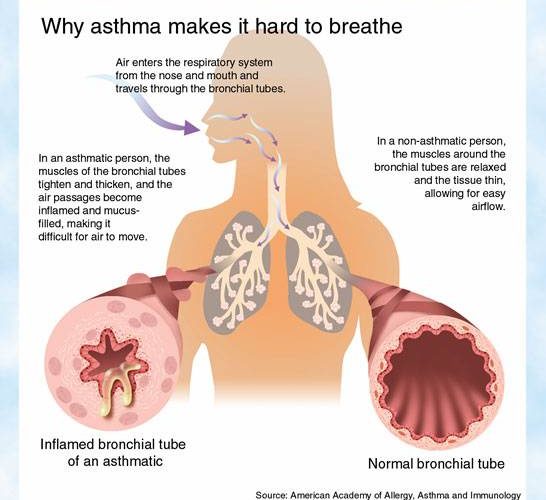 Why asthma makes it hard to breathe
Air enters the respiratory system
from the nose and mouth and
travels through the bronchial tubes.
In an asthmatic person, the
muscles of the bronchial tubes
tighten and thicken, and the
air passages become
inflamed and mucus-
filled, making it
difficult for air to move.
In a non-asthmatic person,
the muscles around the
bronchial tubes are relaxed
and the tissue thin,
allowing for easy
airflow.
Inflamed bronchial tube
of an asthmatic
Normal bronchial tube
Source: American Academy of Allergy, Asthma and Immunology